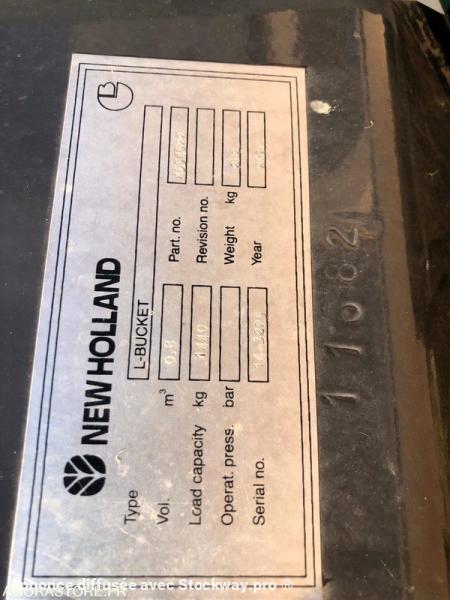 NEW HOLLAND
Type L-BUCKET
Vol. m³ 0,8 Part. no.
Load capacity kg 1440 Revision no.
Operat. press. bar Weight kg
Serial no. Year
11682
Annonce diffusée avec Stockway.pro ®
AGORASTORE.FR